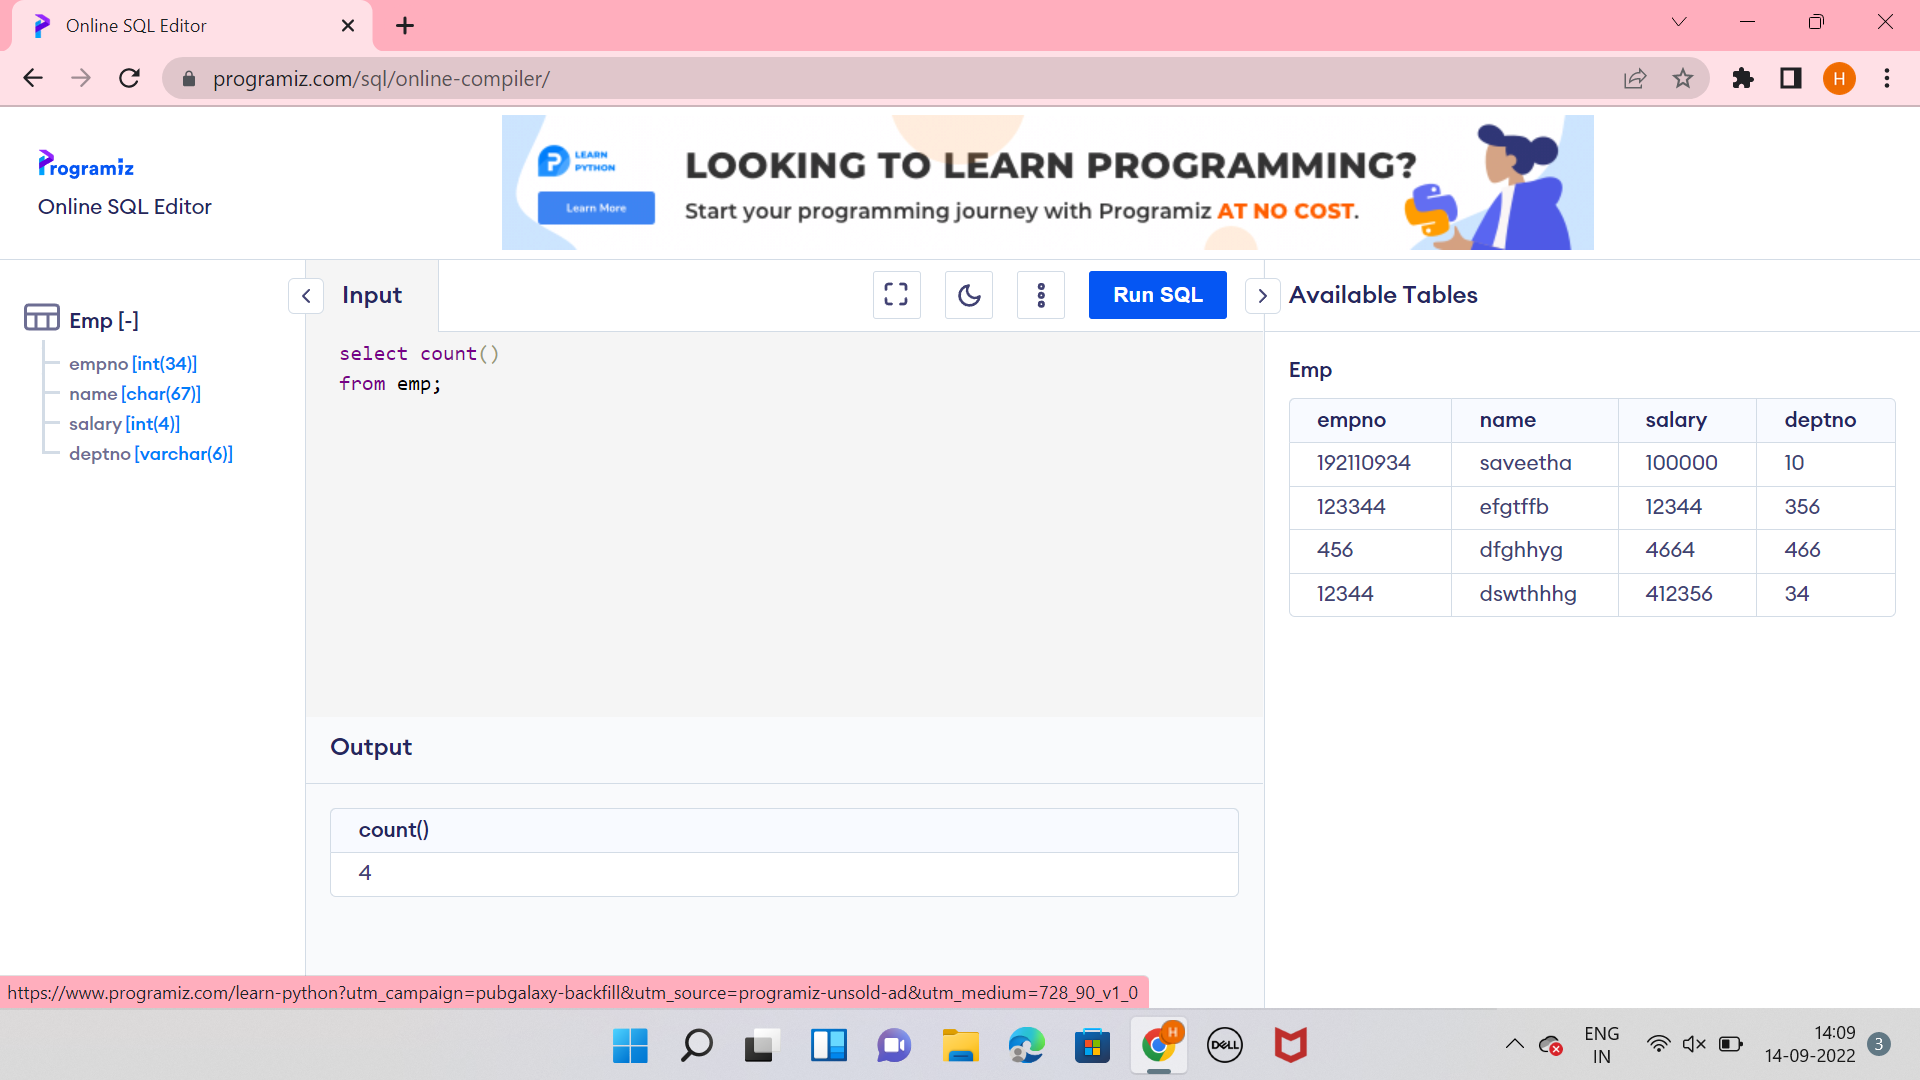 Online SQL Editor
programiz.com/sql/online-compiler/
H
Programiz
Online SQL Editor
LEARN
PYTHON
Learn More
LOOKING TO LEARN PROGRAMMING?
Start your programming journey with Programiz AT NO COST.
Emp [-]
empno [int(34)]
name [char(67)]
salary [int(4)]
deptno [varchar(6)]
Input
Run SQL
select count()
from emp;
Output
count()
4
Available Tables
Emp
empno name salary deptno
192110934 saveetha 100000 10
123344 efgtffb 12344 356
456 dfghhyg 4664 466
12344 dswthhhg 412356 34
https://www.programiz.com/learn-python?utm_campaign=pubgalaxy-backfill&utm_source=programiz-unsold-ad&utm_medium=728_90_v1_0
H
DELL
ENG
IN
14:09
14-09-2022
3